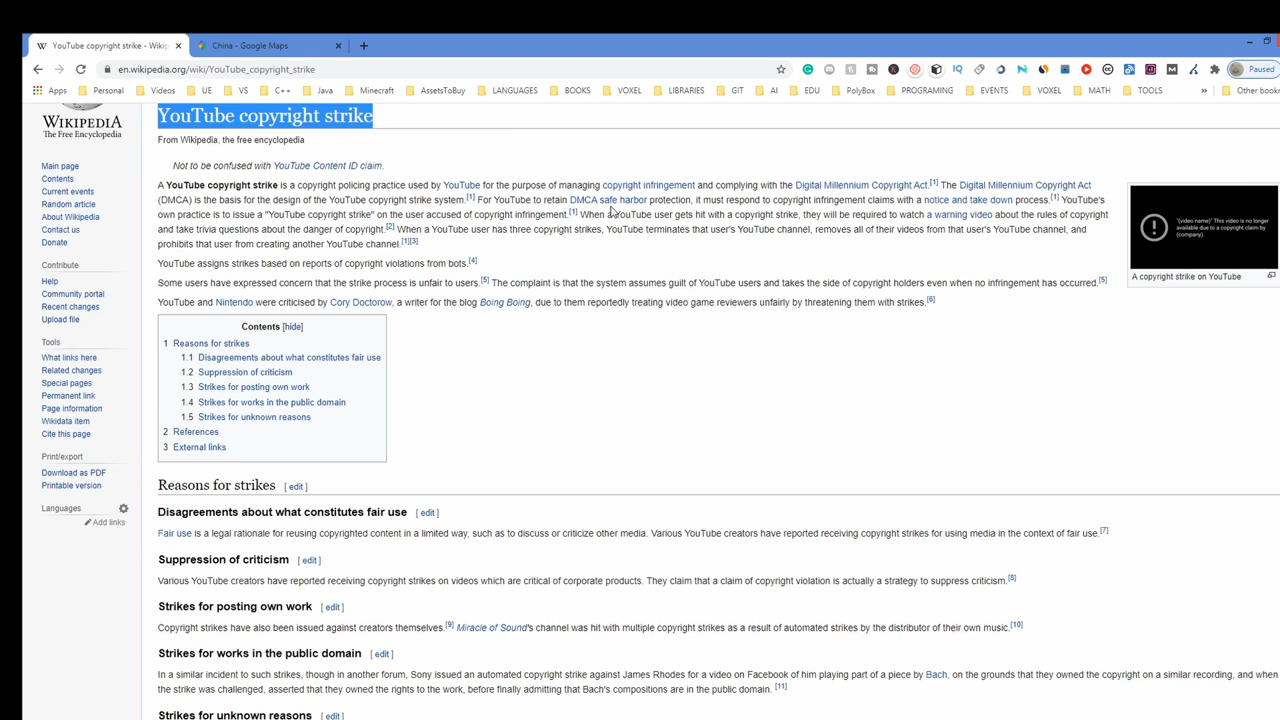 YouTube copyright strike - Wikip
China - Google Maps
en.wikipedia.org/wiki/YouTube_copyright_strike
Paused
Apps Personal Videos UE VS C++ Java Minecraft AssetsToBuy LANGUAGES BOOKS VOXEL LIBRARIES GIT AI EDU PolyBox PROGRAMING EVENTS VOXEL MATH TOOLS » Other book
WIKIPEDIA
The Free Encyclopedia
Main page
Contents
Current events
Random article
About Wikipedia
Contact us
Donate
Contribute
Help
Community portal
Recent changes
Upload file
Tools
What links here
Related changes
Special pages
Permanent link
Page information
Wikidata item
Cite this page
Print/export
Download as PDF
Printable version
Languages
Add links
YouTube copyright strike
From Wikipedia, the free encyclopedia
Not to be confused with YouTube Content ID claim.
A YouTube copyright strike is a copyright policing practice used by YouTube for the purpose of managing copyright infringement and complying with the Digital Millennium Copyright Act.[1] The Digital Millennium Copyright Act
(DMCA) is the basis for the design of the YouTube copyright strike system.[1] For YouTube to retain DMCA safe harbor protection, it must respond to copyright infringement claims with a notice and take down process.[1] YouTube's
own practice is to issue a "YouTube copyright strike" on the user accused of copyright infringement.[1] When a YouTube user gets hit with a copyright strike, they will be required to watch a warning video about the rules of copyright
and take trivia questions about the danger of copyright.[2] When a YouTube user has three copyright strikes, YouTube terminates that user's YouTube channel, removes all of their videos from that user's YouTube channel, and
prohibits that user from creating another YouTube channel.[1][3]
YouTube assigns strikes based on reports of copyright violations from bots.[4]
Some users have expressed concern that the strike process is unfair to users.[5] The complaint is that the system assumes guilt of YouTube users and takes the side of copyright holders even when no infringement has occurred.[5]
YouTube and Nintendo were criticised by Cory Doctorow, a writer for the blog Boing Boing, due to them reportedly treating video game reviewers unfairly by threatening them with strikes.[6]
"{video name}" This video is no
longer available due to a copyright claim by
{company}.
A copyright strike on YouTube
Contents [hide]
1 Reasons for strikes
1.1 Disagreements about what constitutes fair use
1.2 Suppression of criticism
1.3 Strikes for posting own work
1.4 Strikes for works in the public domain
1.5 Strikes for unknown reasons
2 References
3 External links
Reasons for strikes [ edit ]
Disagreements about what constitutes fair use [ edit ]
Fair use is a legal rationale for reusing copyrighted content in a limited way, such as to discuss or criticize other media. Various YouTube creators have reported receiving copyright strikes for using media in the context of fair use.[7]
Suppression of criticism [ edit ]
Various YouTube creators have reported receiving copyright strikes on videos which are critical of corporate products. They claim that a claim of copyright violation is actually a strategy to suppress criticism.[8]
Strikes for posting own work [ edit ]
Copyright strikes have also been issued against creators themselves.[9] Miracle of Sound's channel was hit with multiple copyright strikes as a result of automated strikes by the distributor of their own music.[10]
Strikes for works in the public domain [ edit ]
In a similar incident to such strikes, though in another forum, Sony issued an automated copyright strike against James Rhodes for a video on Facebook of him playing part of a piece by Bach, on the grounds that they owned the copyright on a similar recording, and when
the strike was challenged, asserted that they owned the rights to the work, before finally admitting that Bach's compositions are in the public domain. [11]
Strikes for unknown reasons [ edit ]